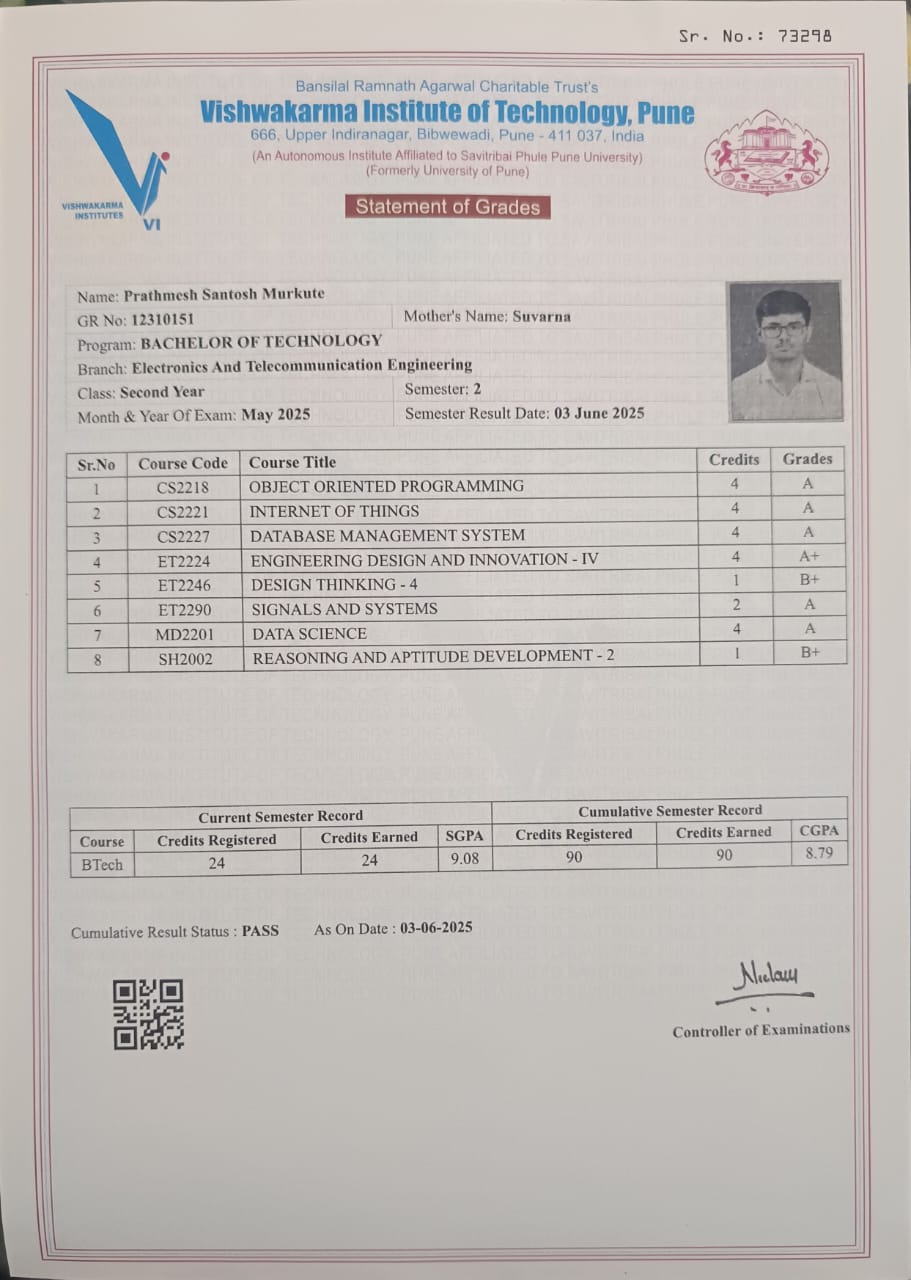 Sr. No.: 73298
Bansilal Ramnath Agarwal Charitable Trust's
Vishwakarma Institute of Technology, Pune
666, Upper Indiranagar, Bibwewadi, Pune - 411 037, India
(An Autonomous Institute Affiliated to Savitribai Phule Pune University)
(Formerly University of Pune)
VISHWAKARMA
INSTITUTES
VI
Statement of Grades
Name: Prathmesh Santosh Murkute
GR No: 12310151 Mother's Name: Suvarna
Program: BACHELOR OF TECHNOLOGY
Branch: Electronics And Telecommunication Engineering
Class: Second Year Semester: 2
Month & Year Of Exam: May 2025 Semester Result Date: 03 June 2025
Sr.No Course Code Course Title Credits Grades
1 CS2218 OBJECT ORIENTED PROGRAMMING 4 A
2 CS2221 INTERNET OF THINGS 4 A
3 CS2227 DATABASE MANAGEMENT SYSTEM 4 A
4 ET2224 ENGINEERING DESIGN AND INNOVATION - IV 4 A+
5 ET2246 DESIGN THINKING - 4 1 B+
6 ET2290 SIGNALS AND SYSTEMS 2 A
7 MD2201 DATA SCIENCE 4 A
8 SH2002 REASONING AND APTITUDE DEVELOPMENT - 2 1 B+
Current Semester Record Cumulative Semester Record
Course Credits Registered Credits Earned SGPA Credits Registered Credits Earned CGPA
BTech 24 24 9.08 90 90 8.79
Cumulative Result Status : PASS As On Date : 03-06-2025
Controller of Examinations